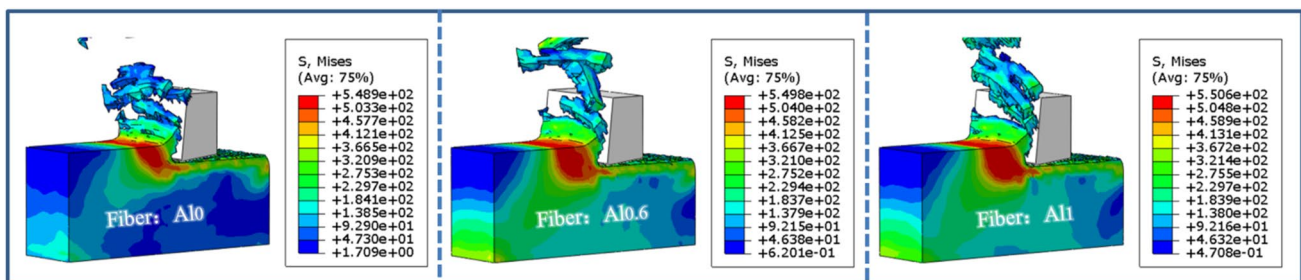 S, Mises
(Avg: 75%)
+5.489e+02
+5.033e+02
+4.577e+02
+4.121e+02
+3.665e+02
+3.209e+02
+2.753e+02
+2.297e+02
+1.841e+02
+1.385e+02
+9.290e+01
+4.730e+01
+1.709e+00
Fiber：Al0
S, Mises
(Avg: 75%)
+5.498e+02
+5.040e+02
+4.582e+02
+4.125e+02
+3.667e+02
+3.210e+02
+2.752e+02
+2.294e+02
+1.837e+02
+1.379e+02
+9.215e+01
+4.638e+01
+6.201e-01
Fiber：Al0.6
S, Mises
(Avg: 75%)
+5.506e+02
+5.048e+02
+4.589e+02
+4.131e+02
+3.672e+02
+3.214e+02
+2.755e+02
+2.297e+02
+1.839e+02
+1.380e+02
+9.216e+01
+4.632e+01
+4.708e-01
Fiber：Al1